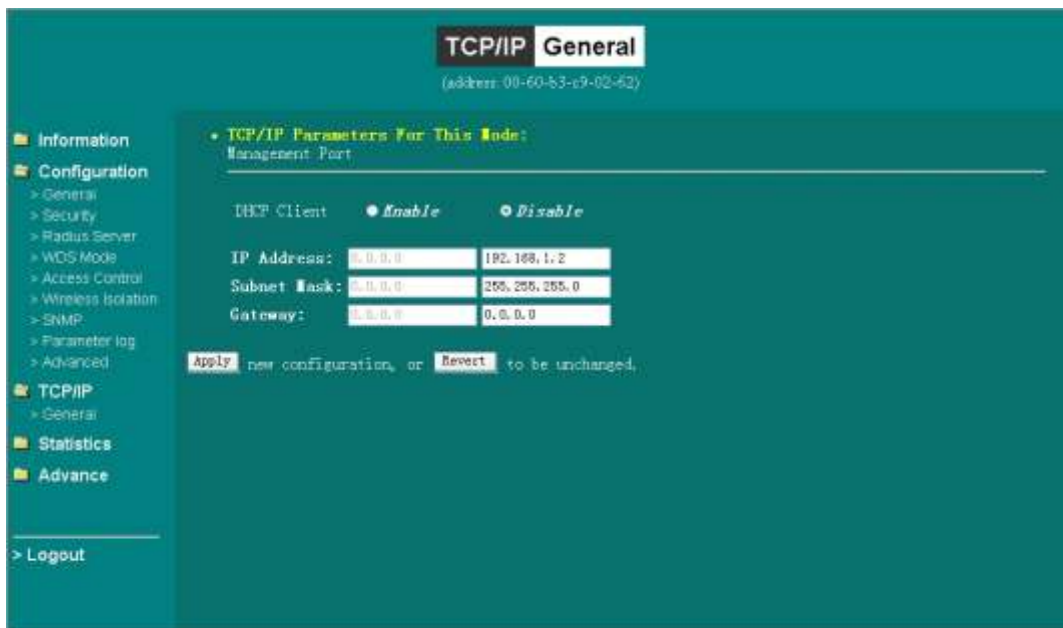 TCP/IP General
(address: 00-60-b3-c9-02-62)
Information
Configuration
> General
> Security
> Radius Server
> WDS Mode
> Access Control
> Wireless Isolation
> SNMP
> Parameter log
> Advanced
TCP/IP
> General
Statistics
Advance
> Logout
TCP/IP Parameters For This Mode:
Management Port
DHCP Client Enable Disable
IP Address: 0.0.0.0 192.168.1.2
Subnet Mask: 0.0.0.0 255.255.255.0
Gateway: 0.0.0.0 0.0.0.0
Apply new configuration, or Revert to be unchanged.